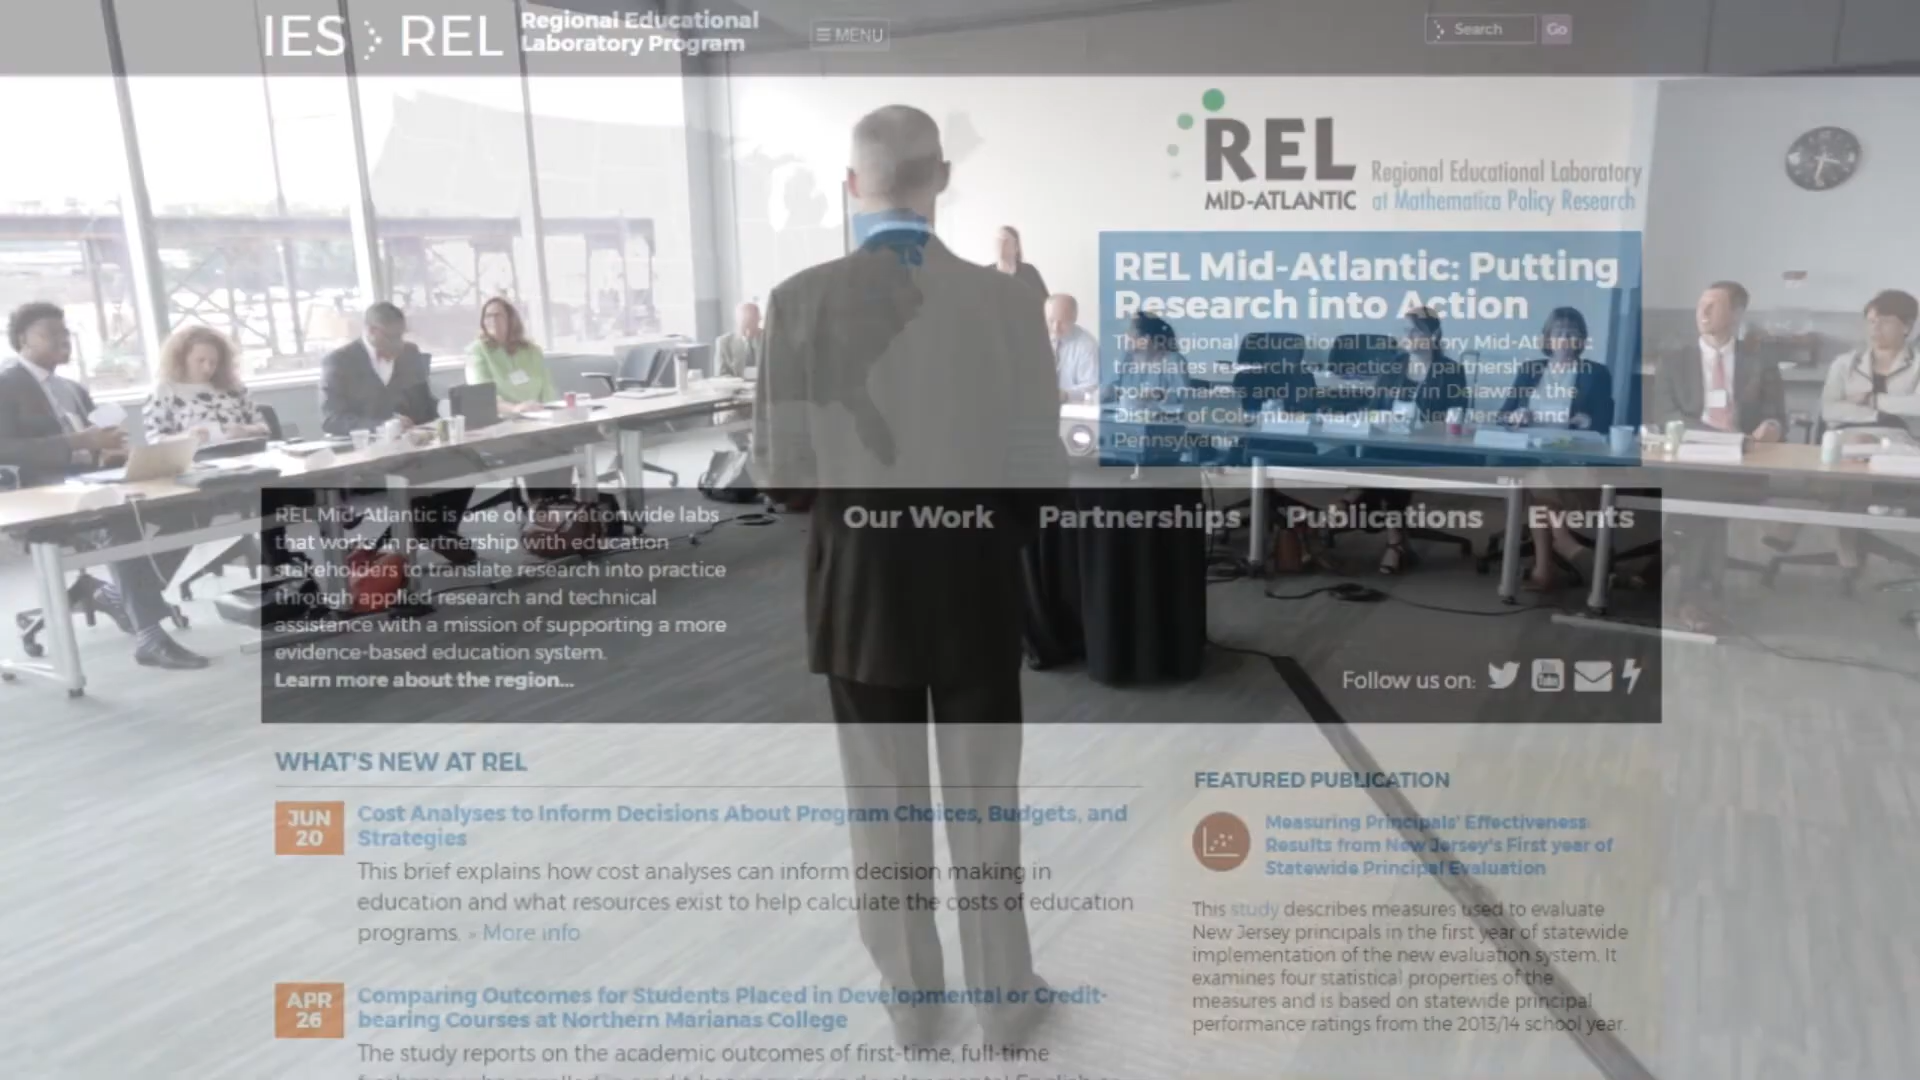 IES REL Regional Educational
Laboratory Program
MENU
Search
Go
REL
MID-ATLANTIC
Regional Educational Laboratory
at Mathematica Policy Research
REL Mid-Atlantic: Putting
Research into Action
The Regional Educational Laboratory Mid-Atlantic
translates research to practice in partnership with
policy makers and practitioners in Delaware, the
District of Columbia, Maryland, New Jersey, and
Pennsylvania.
REL Mid-Atlantic is one of ten nationwide labs
that works in partnership with education
stakeholders to translate research into practice
through applied research and technical
assistance with a mission of supporting a more
evidence-based education system.
Learn more about the region...
Our Work Partnerships Publications Events
Follow us on:
You
Tube
WHAT'S NEW AT REL
JUN
20
Cost Analyses to Inform Decisions About Program Choices, Budgets, and
Strategies
This brief explains how cost analyses can inform decision making in
education and what resources exist to help calculate the costs of education
programs. » More info
APR
26
Comparing Outcomes for Students Placed in Developmental or Credit-
bearing Courses at Northern Marianas College
The study reports on the academic outcomes of first-time, full-time
FEATURED PUBLICATION
Measuring Principals' Effectiveness:
Results from New Jersey's First year of
Statewide Principal Evaluation
This study describes measures used to evaluate
New Jersey principals in the first year of statewide
implementation of the new evaluation system. It
examines four statistical properties of the
measures and is based on statewide principal
performance ratings from the 2013/14 school year.